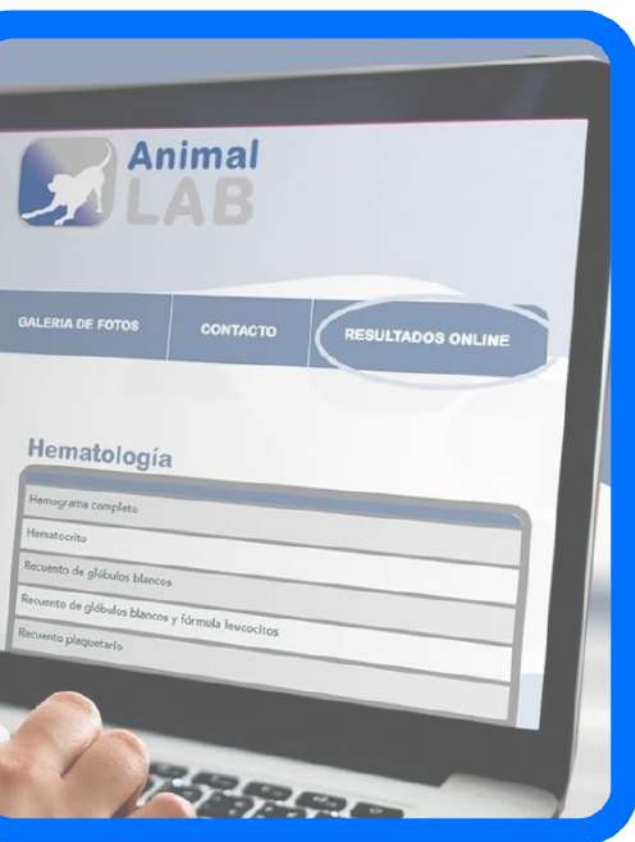 Animal
LAB
GALERIA DE FOTOS
CONTACTO
RESULTADOS ONLINE
Hematología
Hemograma completo
Hematocrito
Recuento de glóbulos blancos
Recuento de glóbulos blancos y fórmula leucocitos
Recuento plaquetario